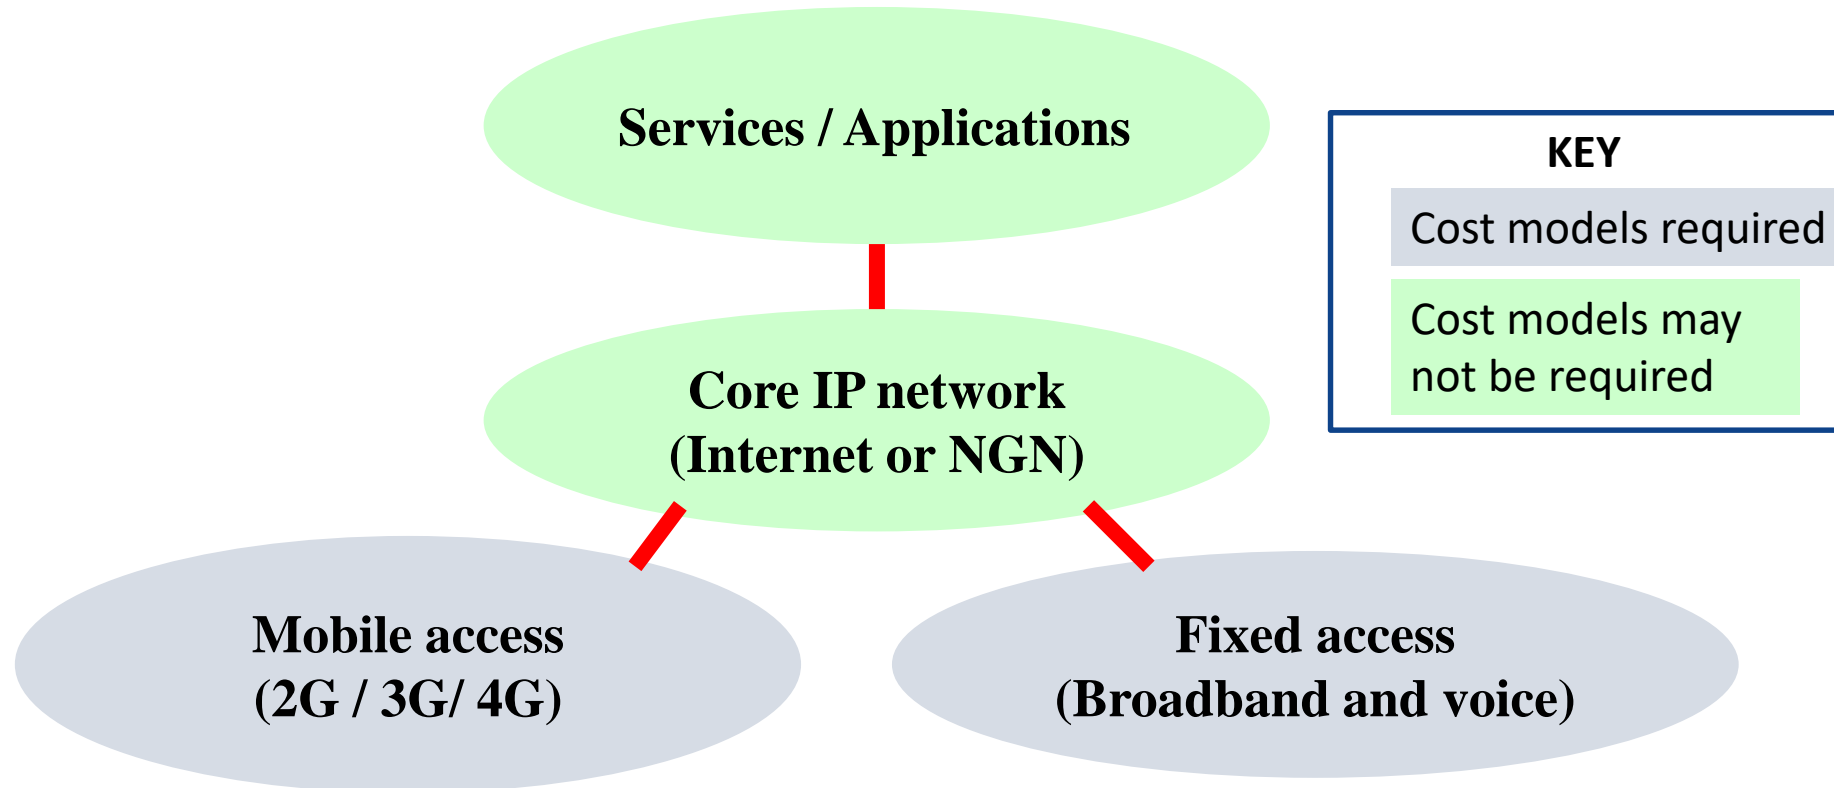 Services / Applications
KEY
Cost models required
Cost models may
not be required
Core IP network
(Internet or NGN)
Mobile access
(2G / 3G/ 4G)
Fixed access
(Broadband and voice)